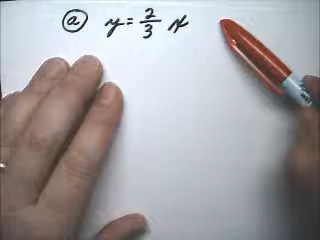 ⓐ y = 2/3 x